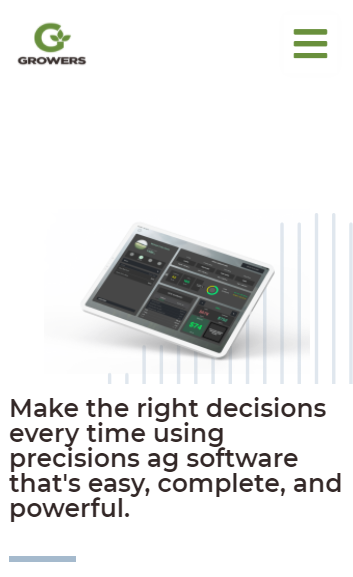 GROWERS
Make the right decisions
every time using
precisions ag software
that's easy, complete, and
powerful.